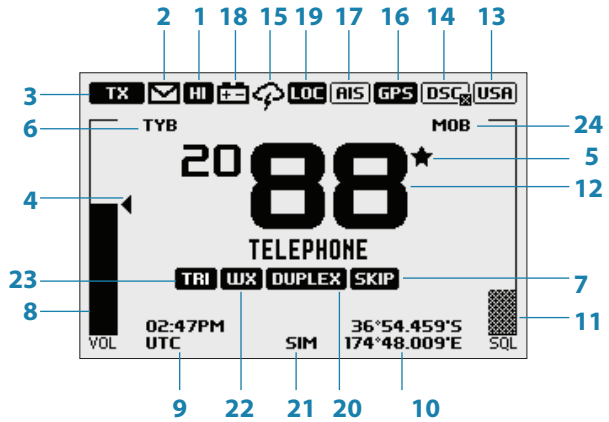 2 1 18 15 19 17 16 14 13
3 TX HI LOC AIS GPS DSC USA
6 TYB MOB 24
20 88 5
4 12
TELEPHONE
23 TRI WX DUPLEX SKIP 7
8 02:47PM 36°54.459'S 11
VOL UTC SIM 174°48.009'E SQL
9 22 21 20 10